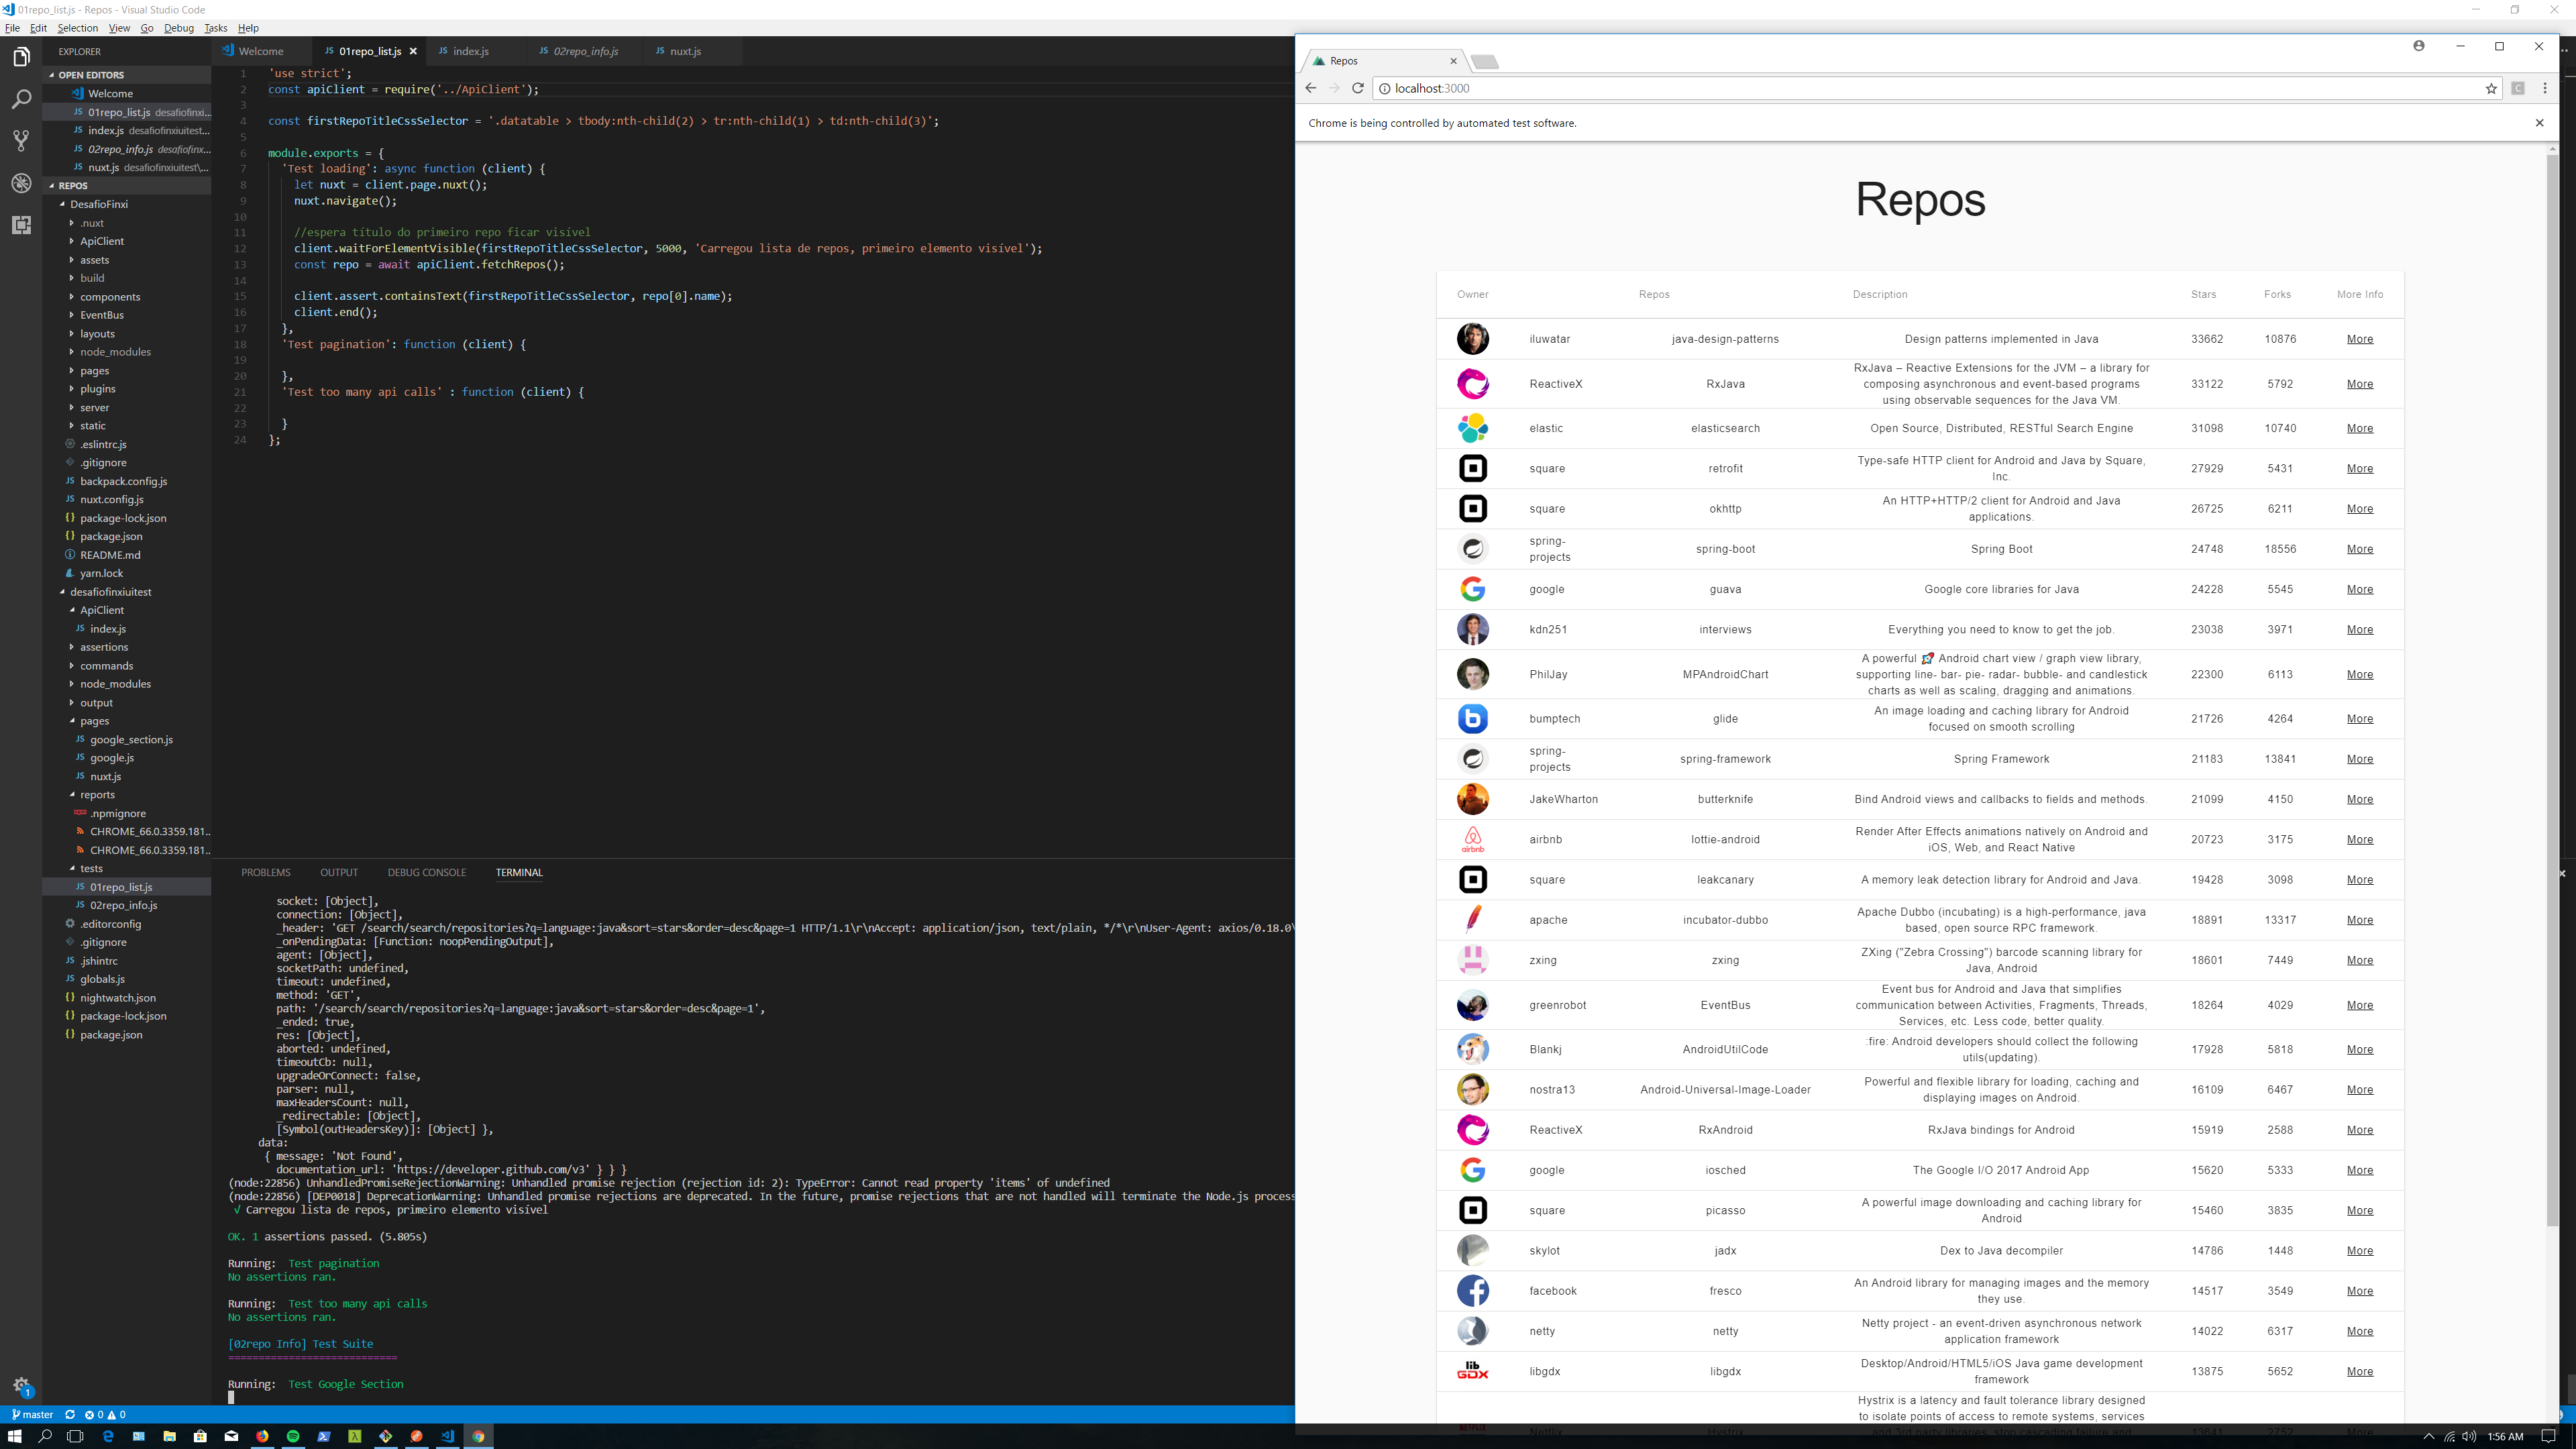 01repo_list.js - Repos - Visual Studio Code
File Edit Selection View Go Debug Tasks Help
EXPLORER
OPEN EDITORS
Welcome
01repo_list.js desafiofinxi...
index.js desafiofinxiuitest...
02repo_info.js desafiofinx...
nuxt.js desafiofinxiuitest\...
REPOS
DesafioFinxi
.nuxt
ApiClient
assets
build
components
EventBus
layouts
node_modules
pages
plugins
server
static
.eslintrc.js
.gitignore
backpack.config.js
nuxt.config.js
package-lock.json
package.json
README.md
yarn.lock
desafiofinxiuitest
ApiClient
index.js
assertions
commands
node_modules
output
pages
google_section.js
google.js
nuxt.js
reports
.npmignore
CHROME_66.0.3359.181...
CHROME_66.0.3359.181...
tests
01repo_list.js
02repo_info.js
.editorconfig
.gitignore
.jshintrc
globals.js
nightwatch.json
package-lock.json
package.json
Welcome 01repo_list.js index.js 02repo_info.js nuxt.js
1 'use strict';
2 const apiClient = require('../ApiClient');
3
4 const firstRepoTitleCssSelector = '.datatable > tbody:nth-child(2) > tr:nth-child(1) > td:nth-child(3)';
5
6 module.exports = {
7 'Test loading': async function (client) {
8 let nuxt = client.page.nuxt();
9 nuxt.navigate();
10
11 //espera título do primeiro repo ficar visível
12 client.waitForElementVisible(firstRepoTitleCssSelector, 5000, 'Carregou lista de repos, primeiro elemento visível');
13 const repo = await apiClient.fetchRepos();
14
15 client.assert.containsText(firstRepoTitleCssSelector, repo[0].name);
16 client.end();
17 },
18 'Test pagination': function (client) {
19
20 },
21 'Test too many api calls' : function (client) {
22
23 }
24 };
PROBLEMS OUTPUT DEBUG CONSOLE TERMINAL
socket: [Object],
connection: [Object],
_header: 'GET /search/search/repositories?q=language:java&sort=stars&order=desc&page=1 HTTP/1.1\r\nAccept: application/json, text/plain, */*\r\nUser-Agent: axios/0.18.0\
_onPendingData: [Function: noopPendingOutput],
agent: [Object],
socketPath: undefined,
timeout: undefined,
method: 'GET',
path: '/search/search/repositories?q=language:java&sort=stars&order=desc&page=1',
_ended: true,
res: [Object],
aborted: undefined,
timeoutCb: null,
upgradeOrConnect: false,
parser: null,
maxHeadersCount: null,
_redirectable: [Object],
[Symbol(outHeadersKey)]: [Object] },
data:
{ message: 'Not Found',
documentation_url: 'https://developer.github.com/v3' } } }
(node:22856) UnhandledPromiseRejectionWarning: Unhandled promise rejection (rejection id: 2): TypeError: Cannot read property 'items' of undefined
(node:22856) [DEP0018] DeprecationWarning: Unhandled promise rejections are deprecated. In the future, promise rejections that are not handled will terminate the Node.js process
√ Carregou lista de repos, primeiro elemento visível
OK. 1 assertions passed. (5.805s)
Running: Test pagination
No assertions ran.
Running: Test too many api calls
No assertions ran.
[02repo Info] Test Suite
============================
Running: Test Google Section
master 0 0
1
Repos
localhost:3000
Chrome is being controlled by automated test software.
Repos
Owner Repos Description Stars Forks More Info
iluwatar java-design-patterns Design patterns implemented in Java 33662 10876 More
ReactiveX RxJava RxJava – Reactive Extensions for the JVM – a library for composing asynchronous and event-based programs using observable sequences for the Java VM. 33122 5792 More
elastic elasticsearch Open Source, Distributed, RESTful Search Engine 31098 10740 More
square retrofit Type-safe HTTP client for Android and Java by Square, Inc. 27929 5431 More
square okhttp An HTTP+HTTP/2 client for Android and Java applications. 26725 6211 More
spring-projects spring-boot Spring Boot 24748 18556 More
google guava Google core libraries for Java 24228 5545 More
kdn251 interviews Everything you need to know to get the job. 23038 3971 More
PhilJay MPAndroidChart A powerful 🚀 Android chart view / graph view library, supporting line- bar- pie- radar- bubble- and candlestick charts as well as scaling, dragging and animations. 22300 6113 More
bumptech glide An image loading and caching library for Android focused on smooth scrolling 21726 4264 More
spring-projects spring-framework Spring Framework 21183 13841 More
JakeWharton butterknife Bind Android views and callbacks to fields and methods. 21099 4150 More
airbnb airbnb lottie-android Render After Effects animations natively on Android and iOS, Web, and React Native 20723 3175 More
square leakcanary A memory leak detection library for Android and Java. 19428 3098 More
apache incubator-dubbo Apache Dubbo (incubating) is a high-performance, java based, open source RPC framework. 18891 13317 More
zxing zxing ZXing ("Zebra Crossing") barcode scanning library for Java, Android 18601 7449 More
greenrobot EventBus Event bus for Android and Java that simplifies communication between Activities, Fragments, Threads, Services, etc. Less code, better quality. 18264 4029 More
Blankj AndroidUtilCode :fire: Android developers should collect the following utils(updating). 17928 5818 More
nostra13 Android-Universal-Image-Loader Powerful and flexible library for loading, caching and displaying images on Android. 16109 6467 More
ReactiveX RxAndroid RxJava bindings for Android 15919 2588 More
google iosched The Google I/O 2017 Android App 15620 5333 More
square picasso A powerful image downloading and caching library for Android 15460 3835 More
skylot jadx Dex to Java decompiler 14786 1448 More
facebook fresco An Android library for managing images and the memory they use. 14517 3549 More
netty netty Netty project - an event-driven asynchronous network application framework 14022 6317 More
lib GDX libgdx libgdx Desktop/Android/HTML5/iOS Java game development framework 13875 5652 More
Hystrix is a latency and fault tolerance library designed to isolate points of access to remote systems, services
1:56 AM